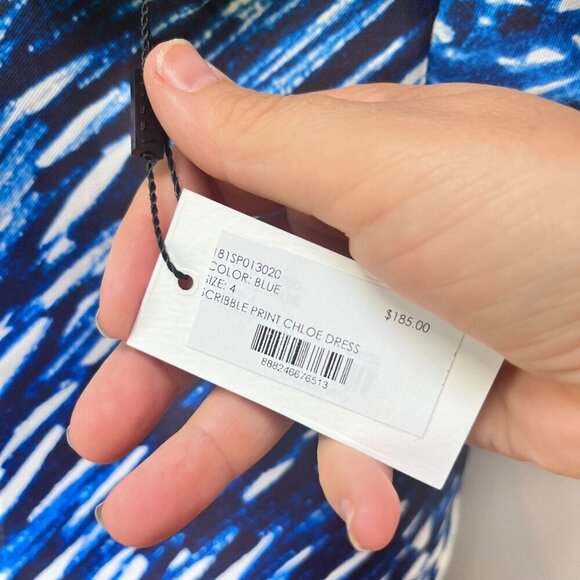 181SP013020
COLOR: BLUE
SIZE: 4
SCRIBBLE PRINT CHLOE DRESS
$185.00
888246676513